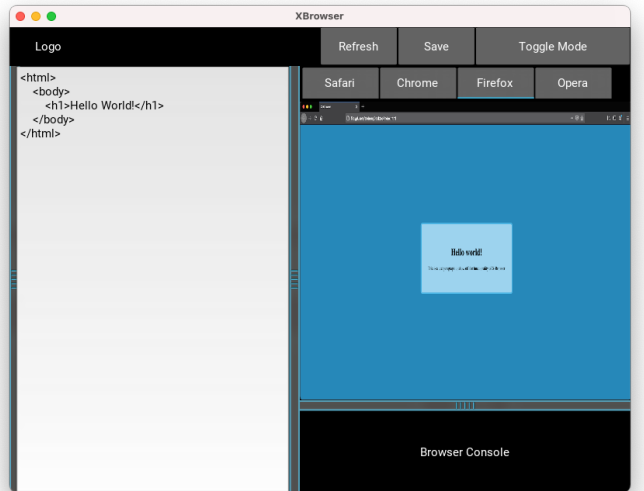 XBrowser
Logo
Refresh
Save
Toggle Mode
<html>
<body>
<h1>Hello World!</h1>
</body>
</html>
Safari
Chrome
Firefox
Opera
Hello world!
Browser Console